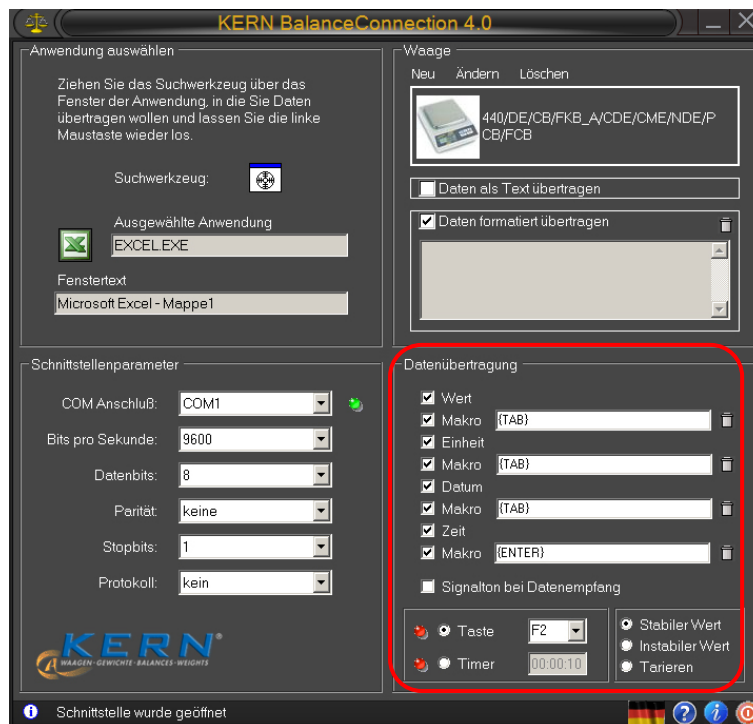 KERN BalanceConnection 4.0
Anwendung auswählen
Ziehen Sie das Suchwerkzeug über das
Fenster der Anwendung, in die Sie Daten
übertragen wollen und lassen Sie die linke
Maustaste wieder los.
Suchwerkzeug:
Ausgewählte Anwendung
EXCEL.EXE
Fenstertext
Microsoft Excel - Mappe1
Waage
Neu Ändern Löschen
440/DE/CB/FKB_A/CDE/CME/NDE/P
CB/FCB
Daten als Text übertragen
Daten formatiert übertragen
Schnittstellenparameter
COM Anschluß: COM1
Bits pro Sekunde: 9600
Datenbits: 8
Parität: keine
Stopbits: 1
Protokoll: kein
KERN
WAAGEN·GEWICHTE·BALANCES·WEIGHTS
Datenübertragung
Wert
Makro {TAB}
Einheit
Makro {TAB}
Datum
Makro {TAB}
Zeit
Makro {ENTER}
Signalton bei Datenempfang
Taste F2
Timer 00:00:10
Stabiler Wert
Instabiler Wert
Tarieren
Schnittstelle wurde geöffnet